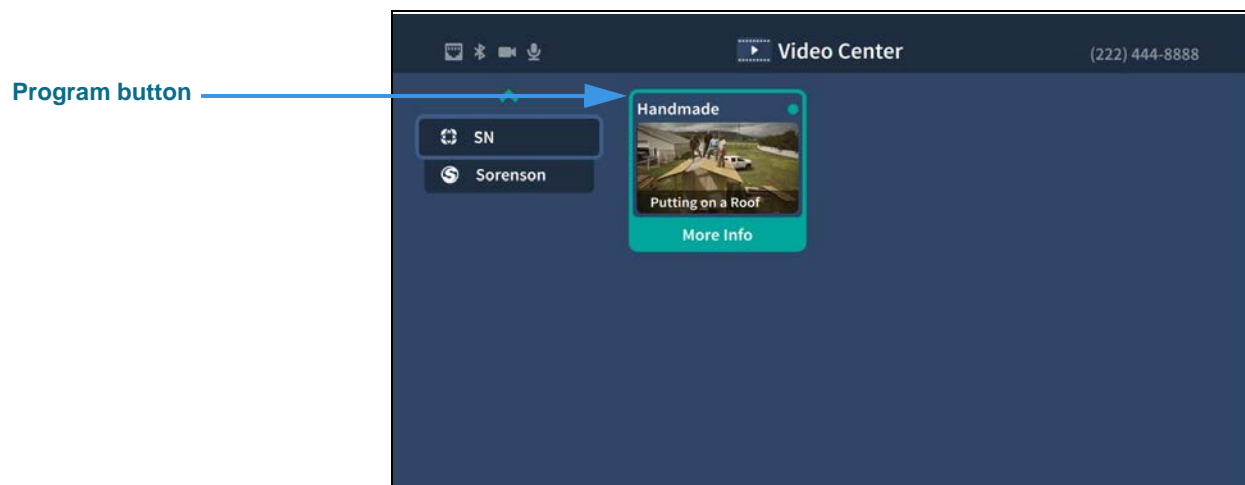 Video Center
(222) 444-8888
Program button
Handmade
SN
Sorenson
Putting on a Roof
More Info